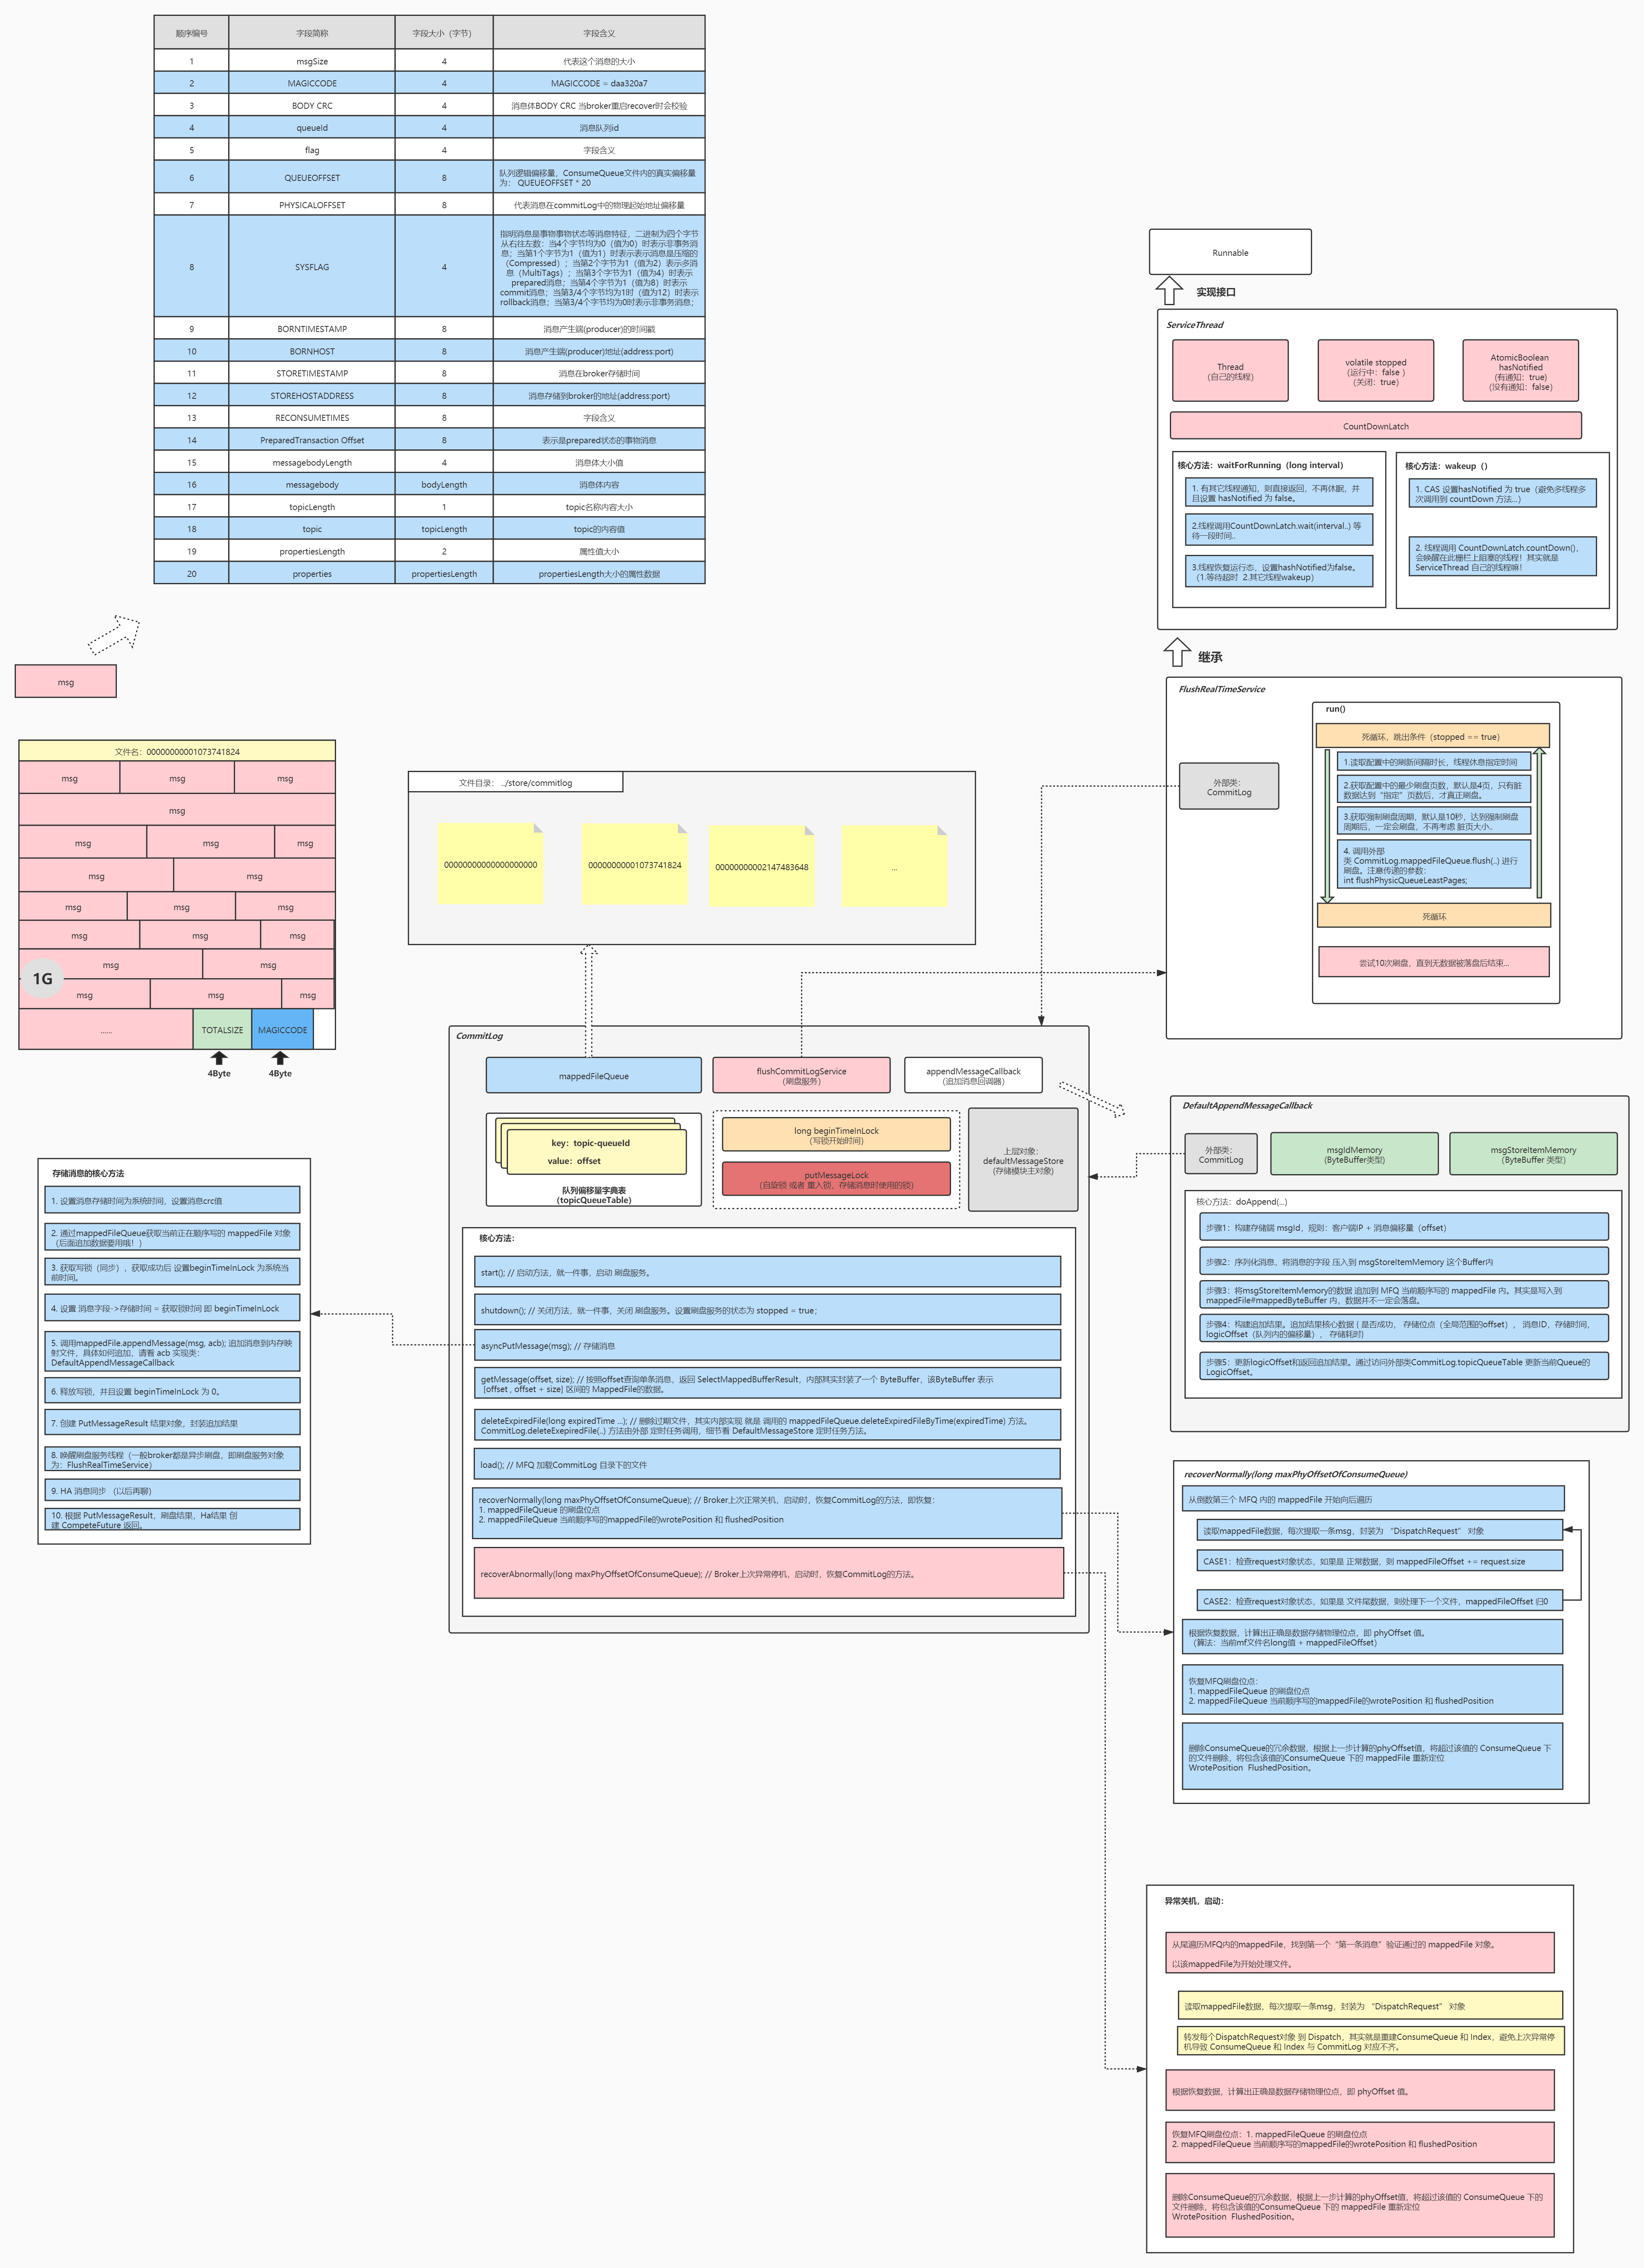 顺序编号 字段简称 字段大小（字节） 字段含义
1 msgSize 4 代表这个消息的大小
2 MAGICCODE 4 MAGICCODE = daa320a7
3 BODY CRC 4 消息体BODY CRC 当broker重启recover时会校验
4 queueId 4 消息队列id
5 flag 4 字段含义
6 QUEUEOFFSET 8 队列逻辑偏移量，ConsumeQueue文件内的真实偏移量
为： QUEUEOFFSET * 20
7 PHYSICALOFFSET 8 代表消息在commitLog中的物理起始地址偏移量
8 SYSFLAG 4 指明消息是事物事物状态等消息特征，二进制为四个字节
从右往左数：当4个字节均为0（值为0）时表示非事务消
息；当第1个字节为1（值为1）时表示表示消息是压缩的
（Compressed）；当第2个字节为1（值为2）表示多消
息（MultiTags）；当第3个字节为1（值为4）时表示
prepared消息；当第4个字节为1（值为8）时表示
commit消息；当第3/4个字节均为1时（值为12）时表示
rollback消息；当第3/4个字节均为0时表示非事务消息；
9 BORNTIMESTAMP 8 消息产生端(producer)的时间戳
10 BORNHOST 8 消息产生端(producer)地址(address:port)
11 STORETIMESTAMP 8 消息在broker存储时间
12 STOREHOSTADDRESS 8 消息存储到broker的地址(address:port)
13 RECONSUMETIMES 8 字段含义
14 PreparedTransaction Offset 8 表示是prepared状态的事物消息
15 messagebodyLength 4 消息体大小值
16 messagebody bodyLength 消息体内容
17 topicLength 1 topic名称内容大小
18 topic topicLength topic的内容值
19 propertiesLength 2 属性值大小
20 properties propertiesLength propertiesLength大小的属性数据
msg
文件名：00000000001073741824
msg msg msg
msg
msg msg msg
msg msg
msg msg msg
msg msg msg
msg msg
1G
msg msg msg
...... TOTALSIZE MAGICCODE
4Byte 4Byte
文件目录： ../store/commitlog
00000000000000000000 00000000001073741824 00000000002147483648 ...
Runnable
实现接口
ServiceThread
Thread
(自己的线程)
volatile stopped
(运行中：false )
(关闭：true)
AtomicBoolean
hasNotified
(有通知：true)
(没有通知：false)
CountDownLatch
核心方法：waitForRunning（long interval）
1. 有其它线程通知，则直接返回，不再休眠，并
且设置 hasNotified 为 false。
2.线程调用CountDownLatch.wait(interval..) 等
待一段时间..
3.线程恢复运行态，设置hashNotified为false。
（1.等待超时 2.其它线程wakeup）
核心方法：wakeup（）
1. CAS 设置hasNotified 为 true（避免多线程多
次调用到 countDown 方法...）
2. 线程调用 CountDownLatch.countDown()，
会唤醒在此栅栏上阻塞的线程！其实就是
ServiceThread 自己的线程嘛！
继承
FlushRealTimeService
外部类：
CommitLog
run()
死循环，跳出条件（stopped == true）
1.读取配置中的刷新间隔时长，线程休息指定时间
2.获取配置中的最少刷盘页数，默认是4页，只有脏
数据达到“指定”页数后，才真正刷盘。
3.获取强制刷盘周期，默认是10秒，达到强制刷盘
周期后，一定会刷盘，不再考虑 脏页大小..
4. 调用外部
类 CommitLog.mappedFileQueue.flush(..) 进行
刷盘。注意传递的参数：
int flushPhysicQueueLeastPages;
死循环
尝试10次刷盘，直到无数据被落盘后结束...
CommitLog
mappedFileQueue
flushCommitLogService
（刷盘服务）
appendMessageCallback
（追加消息回调器）
key：topic-queueId
value：offset
队列偏移量字典表
（topicQueueTable）
long beginTimeInLock
（写锁开始时间）
putMessageLock
（自旋锁 或者 重入锁，存储消息时使用的锁）
上层对象：
defaultMessageStore
（存储模块主对象)
核心方法：
start(); // 启动方法，就一件事，启动 刷盘服务。
shutdown(); // 关闭方法，就一件事，关闭 刷盘服务。设置刷盘服务的状态为 stopped = true；
asyncPutMessage(msg); // 存储消息
getMessage(offset, size); // 按照offset查询单条消息，返回 SelectMappedBufferResult，内部其实封装了一个 ByteBuffer，该ByteBuffer 表示
[offset , offset + size] 区间的 MappedFile的数据。
deleteExpiredFile(long expiredTime ...); // 删除过期文件，其实内部实现 就是 调用的 mappedFileQueue.deleteExpiredFileByTime(expiredTime) 方法。
CommitLog.deleteExepiredFile(..) 方法由外部 定时任务调用，细节看 DefaultMessageStore 定时任务方法。
load(); // MFQ 加载CommitLog 目录下的文件
recoverNormally(long maxPhyOffsetOfConsumeQueue); // Broker上次正常关机，启动时，恢复CommitLog的方法，即恢复：
1. mappedFileQueue 的刷盘位点
2. mappedFileQueue 当前顺序写的mappedFile的wrotePosition 和 flushedPosition
recoverAbnormally(long maxPhyOffsetOfConsumeQueue); // Broker上次异常停机，启动时，恢复CommitLog的方法。
存储消息的核心方法
1. 设置消息存储时间为系统时间，设置消息crc值
2. 通过mappedFileQueue获取当前正在顺序写的 mappedFile 对象
（后面追加数据要用哦！）
3. 获取写锁（同步），获取成功后 设置beginTimeInLock 为系统当
前时间。
4. 设置 消息字段->存储时间 = 获取锁时间 即 beginTimeInLock
5. 调用mappedFile.appendMessage(msg, acb); 追加消息到内存映
射文件，具体如何追加，请看 acb 实现类：
DefaultAppendMessageCallback
6. 释放写锁，并且设置 beginTimeInLock 为 0。
7. 创建 PutMessageResult 结果对象，封装追加结果
8. 唤醒刷盘服务线程（一般broker都是异步刷盘，即刷盘服务对象
为：FlushRealTimeService）
9. HA 消息同步 （以后再聊）
10. 根据 PutMessageResult，刷盘结果，Ha结果 创
建 CompeteFuture 返回。
DefaultAppendMessageCallback
外部类：
CommitLog
msgIdMemory
(ByteBuffer类型)
msgStoreItemMemory
(ByteBuffer 类型)
核心方法：doAppend(...)
步骤1：构建存储端 msgId，规则：客户端IP + 消息偏移量（offset）
步骤2：序列化消息，将消息的字段 压入到 msgStoreItemMemory 这个Buffer内
步骤3：将msgStoreItemMemory的数据 追加到 MFQ 当前顺序写的 mappedFile 内。其实是写入到
mappedFile#mappedByteBuffer 内，数据并不一定会落盘。
步骤4：构建追加结果。追加结果核心数据 ( 是否成功， 存储位点（全局范围的offset）， 消息ID，存储时间，
logicOffset（队列内的偏移量）， 存储耗时)
步骤5：更新logicOffset和返回追加结果。通过访问外部类CommitLog.topicQueueTable 更新当前Queue的
LogicOffset。
recoverNormally(long maxPhyOffsetOfConsumeQueue)
从倒数第三个 MFQ 内的 mappedFile 开始向后遍历
读取mappedFile数据，每次提取一条msg，封装为 “DispatchRequest” 对象
CASE1：检查request对象状态，如果是 正常数据，则 mappedFileOffset += request.size
CASE2：检查request对象状态，如果是 文件尾数据，则处理下一个文件，mappedFileOffset 归0
根据恢复数据，计算出正确是数据存储物理位点，即 phyOffset 值。
（算法：当前mf文件名long值 + mappedFileOffset）
恢复MFQ刷盘位点：
1. mappedFileQueue 的刷盘位点
2. mappedFileQueue 当前顺序写的mappedFile的wrotePosition 和 flushedPosition
删除ConsumeQueue的冗余数据，根据上一步计算的phyOffset值，将超过该值的 ConsumeQueue 下
的文件删除，将包含该值的ConsumeQueue 下的 mappedFile 重新定位
WrotePosition FlushedPosition。
异常关机，启动：
从尾遍历MFQ内的mappedFile，找到第一个“第一条消息”验证通过的 mappedFile 对象。
以该mappedFile为开始处理文件。
读取mappedFile数据，每次提取一条msg，封装为 “DispatchRequest” 对象
转发每个DispatchRequest对象 到 Dispatch，其实就是重建ConsumeQueue 和 Index，避免上次异常停
机导致 ConsumeQueue 和 Index 与 CommitLog 对应不齐。
根据恢复数据，计算出正确是数据存储物理位点，即 phyOffset 值。
恢复MFQ刷盘位点：1. mappedFileQueue 的刷盘位点
2. mappedFileQueue 当前顺序写的mappedFile的wrotePosition 和 flushedPosition
删除ConsumeQueue的冗余数据，根据上一步计算的phyOffset值，将超过该值的 ConsumeQueue 下的
文件删除，将包含该值的ConsumeQueue 下的 mappedFile 重新定位
WrotePosition FlushedPosition。